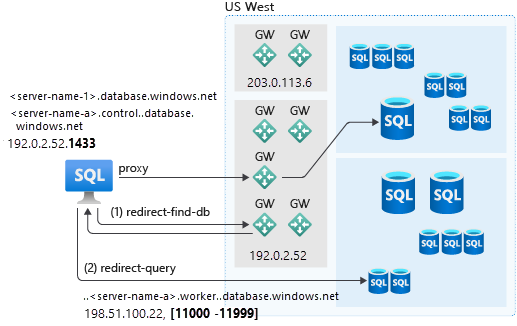 US West
GW GW
203.0.113.6
SQL SQL SQL
SQL SQL
SQL SQL
SQL
<server-name-1>.database.windows.net
<server-name-a>.control..database.
windows.net
192.0.2.52.1433
GW GW
GW
GW GW
192.0.2.52
SQL
proxy
(1) redirect-find-db
(2) redirect-query
SQL SQL
SQL SQL SQL
SQL SQL
..<server-name-a>.worker..database.windows.net
198.51.100.22, [11000 -11999]